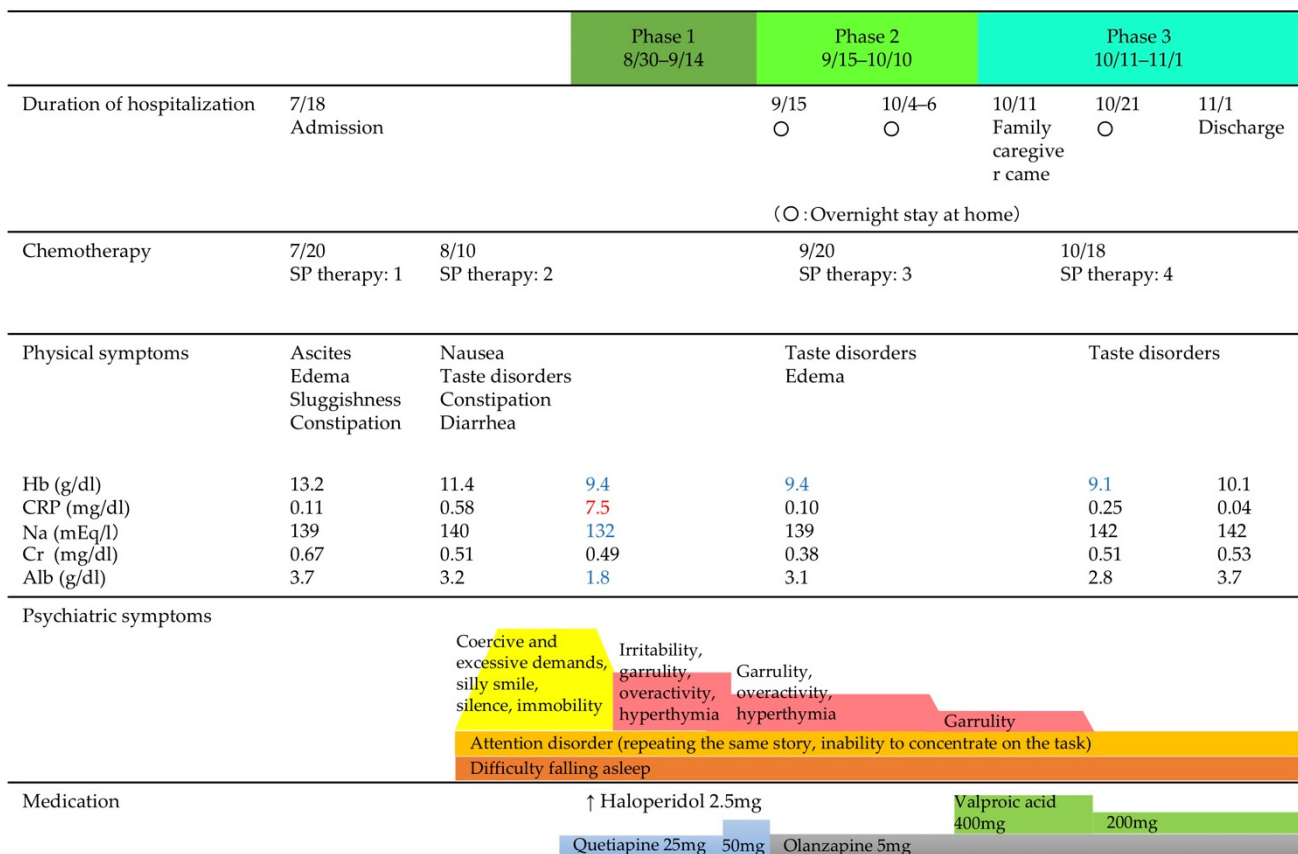 Phase 1 Phase 2 Phase 3
8/30–9/14 9/15–10/10 10/11–11/1
Duration of hospitalization 7/18 9/15 10/4–6 10/11 10/21 11/1
Admission ○ ○ Family ○ Discharge
caregive
r came
(○:Overnight stay at home)
Chemotherapy 7/20 8/10 9/20 10/18
SP therapy: 1 SP therapy: 2 SP therapy: 3 SP therapy: 4
Physical symptoms Ascites Nausea Taste disorders Taste disorders
Edema Taste disorders Edema
Sluggishness Constipation
Constipation Diarrhea
Hb (g/dl) 13.2 11.4 9.4 9.4 9.1 10.1
CRP (mg/dl) 0.11 0.58 7.5 0.10 0.25 0.04
Na (mEq/l) 139 140 132 139 142 142
Cr (mg/dl) 0.67 0.51 0.49 0.38 0.51 0.53
Alb (g/dl) 3.7 3.2 1.8 3.1 2.8 3.7
Psychiatric symptoms
Coercive and
excessive demands,
silly smile,
silence, immobility
Irritability,
garrulity,
overactivity,
hyperthymia
Garrulity,
overactivity,
hyperthymia
Garrulity
Attention disorder (repeating the same story, inability to concentrate on the task)
Difficulty falling asleep
Medication ↑ Haloperidol 2.5mg Valproic acid
400mg 200mg
Quetiapine 25mg 50mg Olanzapine 5mg